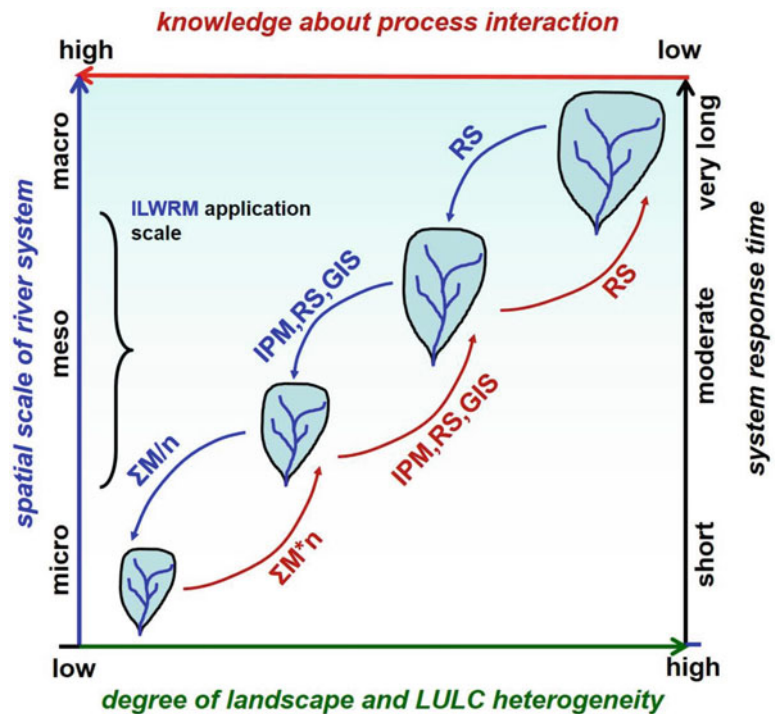 knowledge about process interaction
high
low
macro
meso
micro
spatial scale of river system
ILWRM application
scale
RS
IPM,RS,GIS
ΣM/n
RS
IPM,RS,GIS
ΣM*n
very long
moderate
short
system response time
low
high
degree of landscape and LULC heterogeneity